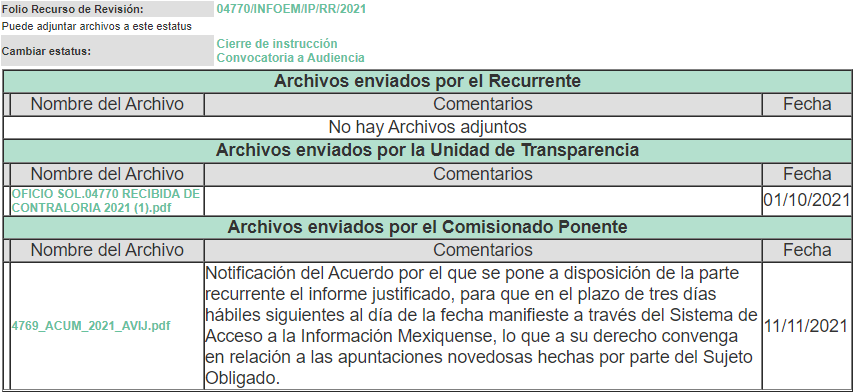 Folio Recurso de Revisión: 04770/INFOEM/IP/RR/2021
Puede adjuntar archivos a este estatus
Cambiar estatus: Cierre de instrucción
Convocatoria a Audiencia
Archivos enviados por el Recurrente
Nombre del Archivo Comentarios Fecha
No hay Archivos adjuntos
Archivos enviados por la Unidad de Transparencia
Nombre del Archivo Comentarios Fecha
OFICIO SOL.04770 RECIBIDA DE
CONTRALORIA 2021 (1).pdf 01/10/2021
Archivos enviados por el Comisionado Ponente
Nombre del Archivo Comentarios Fecha
4769_ACUM_2021_AVIJ.pdf
Notificación del Acuerdo por el que se pone a disposición de la parte
recurrente el informe justificado, para que en el plazo de tres días
hábiles siguientes al día de la fecha manifieste a través del Sistema de
Acceso a la Información Mexiquense, lo que a su derecho convenga
en relación a las apuntaciones novedosas hechas por parte del Sujeto
Obligado.
11/11/2021